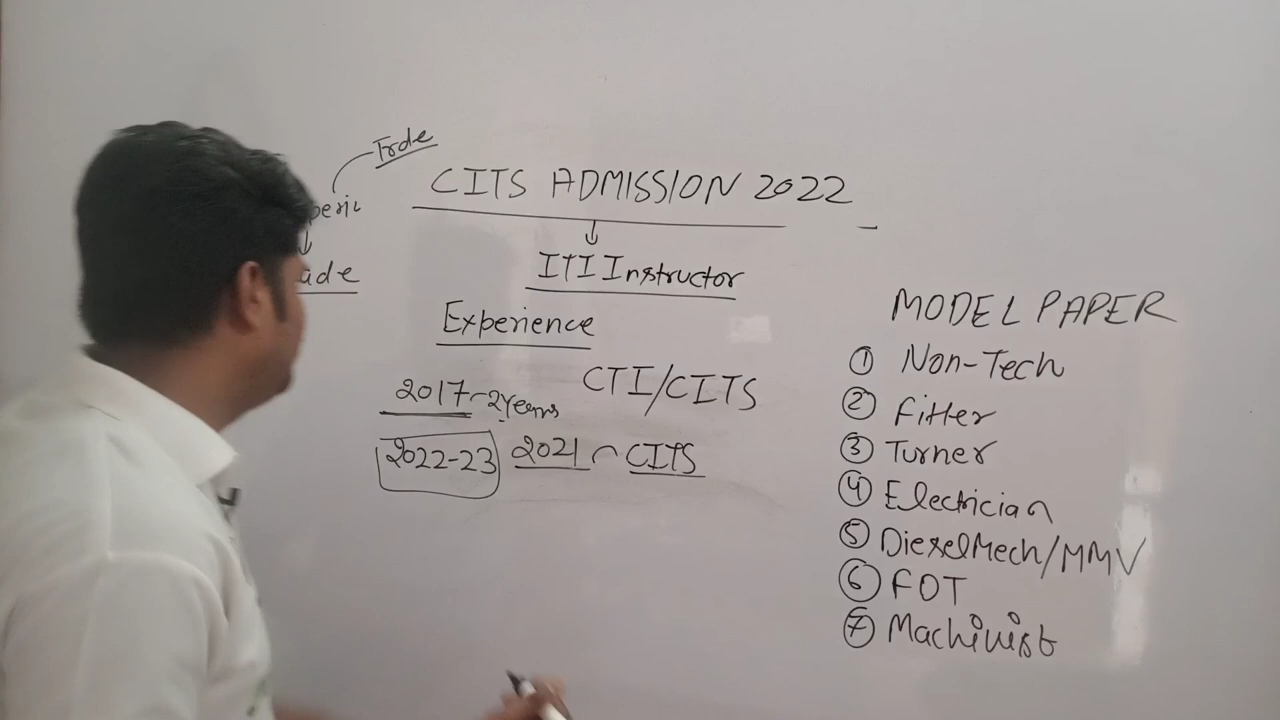 Trde
CITS ADMISSION 2022
ITI Instructor
Experience
CTI/CITS
2017-2Years
2022-23 2021 CITS
MODEL PAPER
① Non-Tech
② Fitter
③ Turner
④ Electrician
⑤ DieselMech/MMV
⑥ FOT
⑦ Machinist